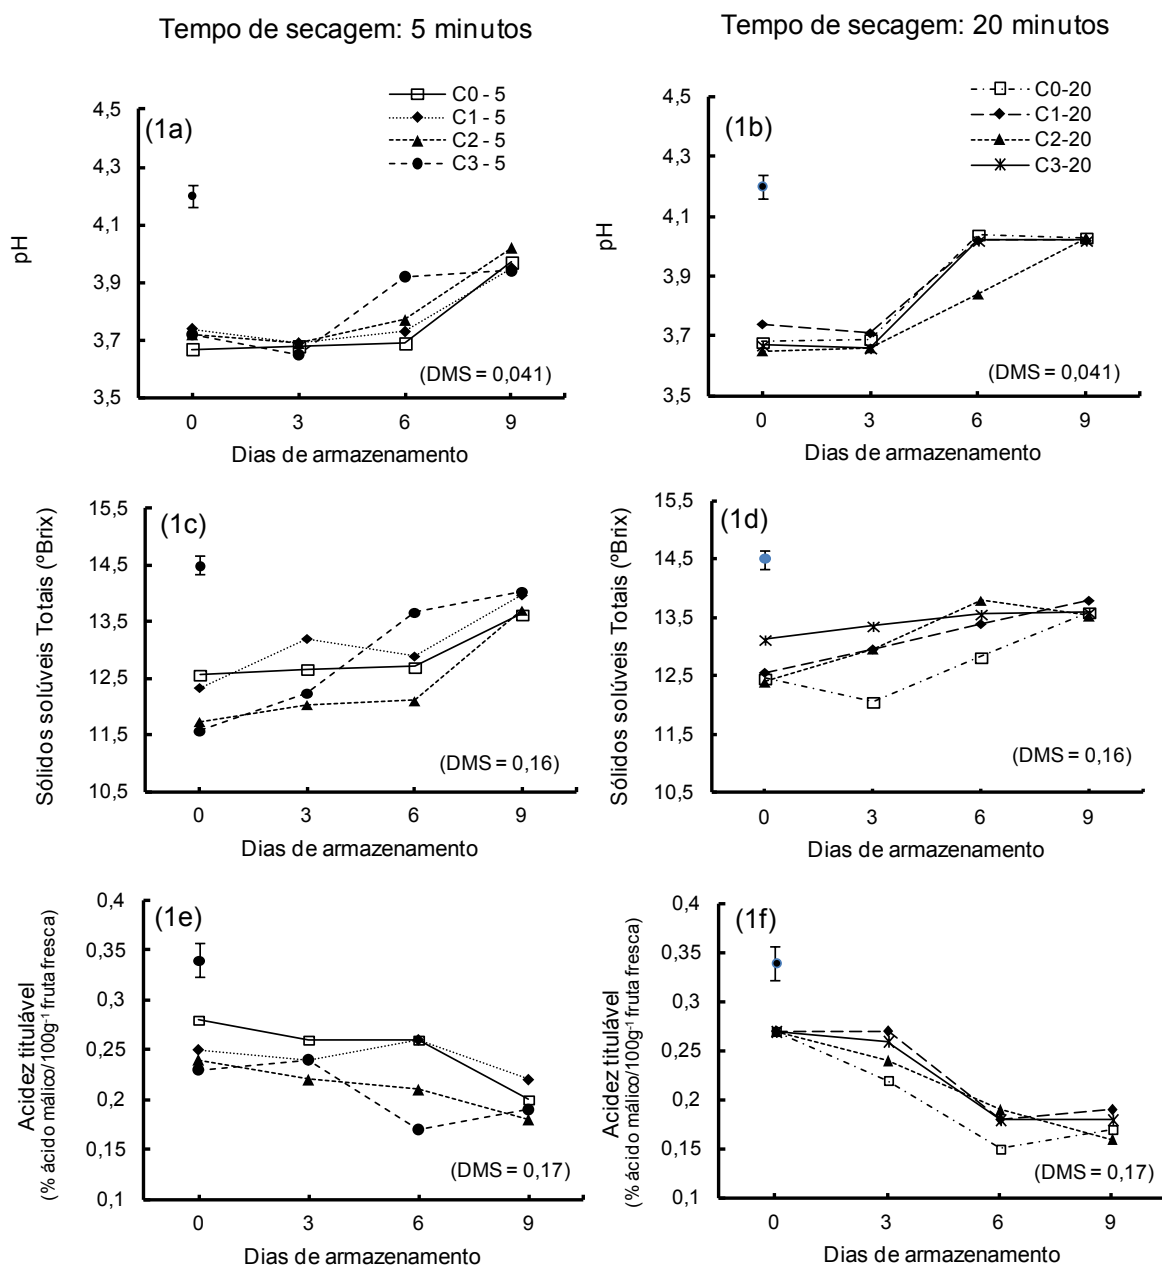 Tempo de secagem: 5 minutos
Tempo de secagem: 20 minutos
(1a)
C0 - 5
C1 - 5
C2 - 5
C3 - 5
4,5
4,3
4,1
3,9
3,7
3,5
pH
0 3 6 9
(DMS = 0,041)
Dias de armazenamento
(1b)
C0-20
C1-20
C2-20
C3-20
4,5
4,3
4,1
3,9
3,7
3,5
pH
0 3 6 9
(DMS = 0,041)
Dias de armazenamento
(1c)
15,5
14,5
13,5
12,5
11,5
10,5
Sólidos solúveis Totais (ºBrix)
0 3 6 9
(DMS = 0,16)
Dias de armazenamento
(1d)
15,5
14,5
13,5
12,5
11,5
10,5
Sólidos solúveis Totais (ºBrix)
0 3 6 9
(DMS = 0,16)
Dias de armazenamento
(1e)
0,4
0,35
0,3
0,25
0,2
0,15
0,1
Acidez titulável
(% ácido málico/100g⁻¹ fruta fresca)
0 3 6 9
(DMS = 0,17)
Dias de armazenamento
(1f)
0,4
0,35
0,3
0,25
0,2
0,15
0,1
Acidez titulável
(% ácido málico/100g⁻¹ fruta fresca)
0 3 6 9
(DMS = 0,17)
Dias de armazenamento